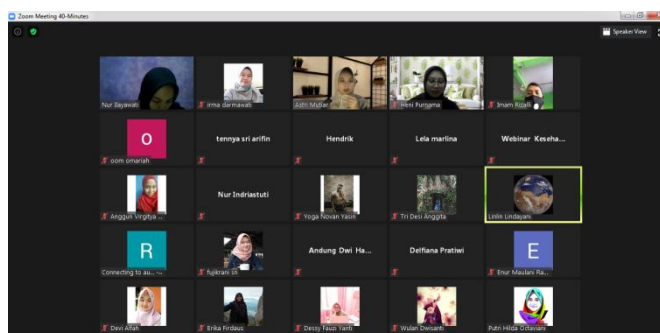 Zoom Meeting 40-Minutes
Speaker View
Nur Bayawati
irma darmawati
Astri Mutiar
Heni Purnama
Imam Rizalli
O
oom omariah
tennya sri arifin
Hendrik
Lela marlina
Webinar Keseha...
Anggun Virgitya ...
Nur Indriastuti
Yoga Novan Yasin
Tri Desi Anggita
Linlin Lindayani
R
Connecting to au... ...
fujikrani sn
Andung Dwi Ha...
Delfiana Pratiwi
E
Enur Maulani Ra...
Devi Alfah
Erika Firdaus
Dessy Fauzi Yanti
Wulan Dwisanti
Putri Hilda Octaviani